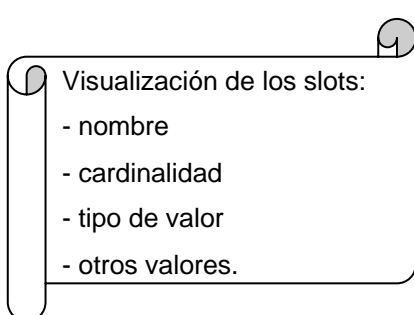 Visualización de los slots:
- nombre
- cardinalidad
- tipo de valor
- otros valores.